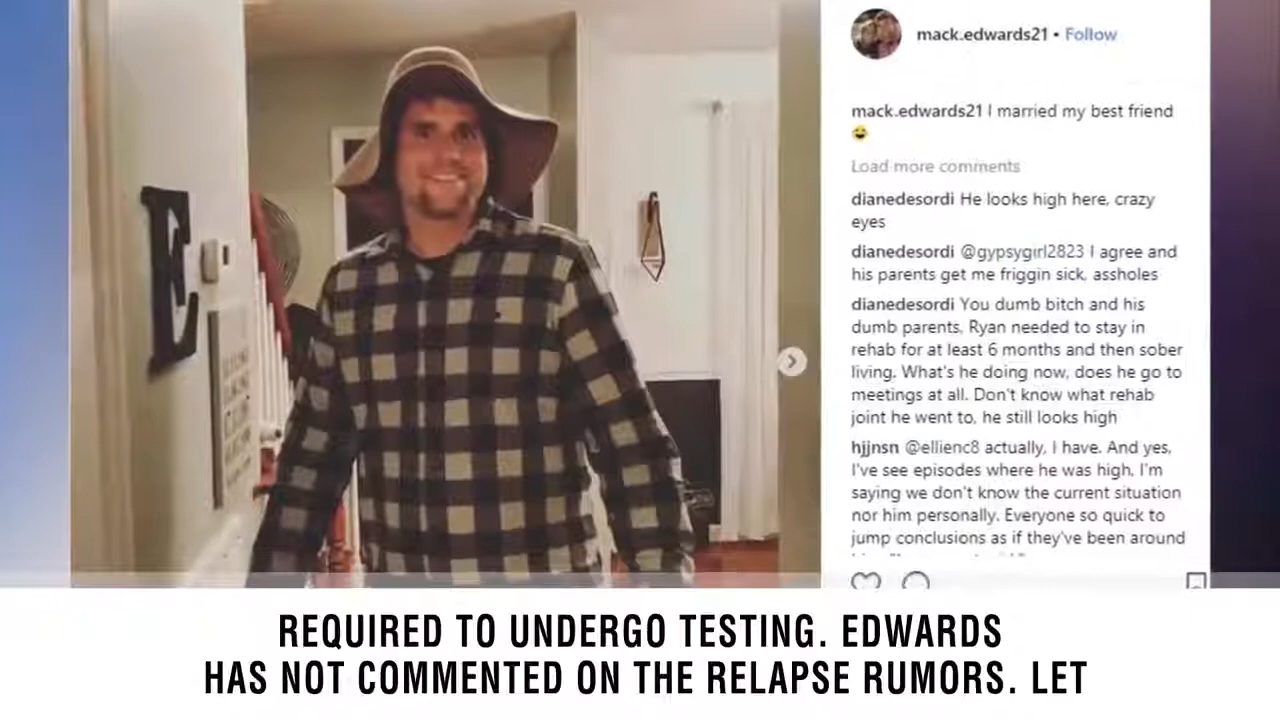 E
mack.edwards21 • Follow
mack.edwards21 I married my best friend
😂
Load more comments
dianedesordi He looks high here, crazy
eyes
dianedesordi @gypsygirl2823 I agree and
his parents get me friggin sick, assholes
dianedesordi You dumb bitch and his
dumb parents, Ryan needed to stay in
rehab for at least 6 months and then sober
living. What's he doing now, does he go to
meetings at all. Don't know what rehab
joint he went to, he still looks high
hjjnsn @ellienc8 actually, I have. And yes,
I've see episodes where he was high. I'm
saying we don't know the current situation
nor him personally. Everyone so quick to
jump conclusions as if they've been around
REQUIRED TO UNDERGO TESTING. EDWARDS
HAS NOT COMMENTED ON THE RELAPSE RUMORS. LET